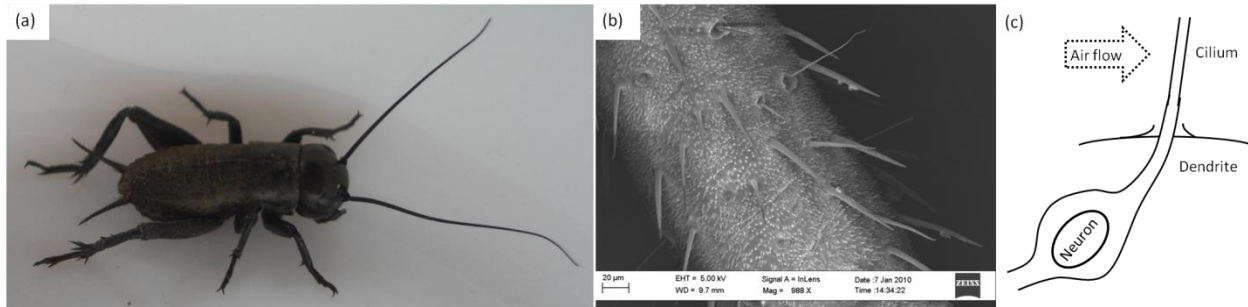 (a)
(b)
20 µm
EHT = 5.00 kV
WD = 9.7 mm
Signal A = InLens
Mag = 988 X
Date :7 Jan 2010
Time :14:34:22
ZEISS
(c)
Air flow
Cilium
Dendrite
Neuron